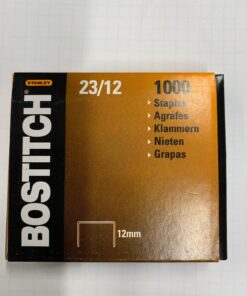 STANLEY
BOSTITCH
23/12
1000
Staples
Agrafes
Klammern
Nieten
Grapas
12mm